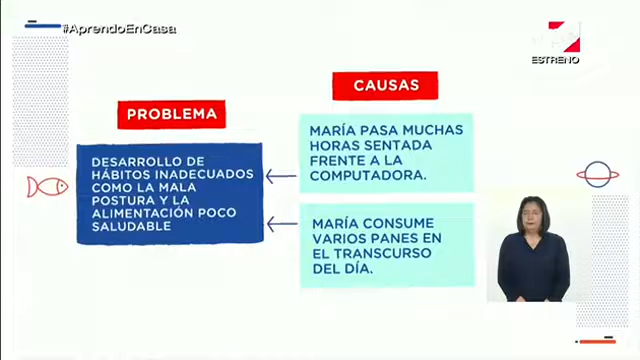 #AprendoEnCasa
ESTRENO
CAUSAS
PROBLEMA
MARÍA PASA MUCHAS
HORAS SENTADA
FRENTE A LA
COMPUTADORA.
DESARROLLO DE
HÁBITOS INADECUADOS
COMO LA MALA
POSTURA Y LA
ALIMENTACIÓN POCO
SALUDABLE
MARÍA CONSUME
VARIOS PANES EN
EL TRANSCURSO
DEL DÍA.